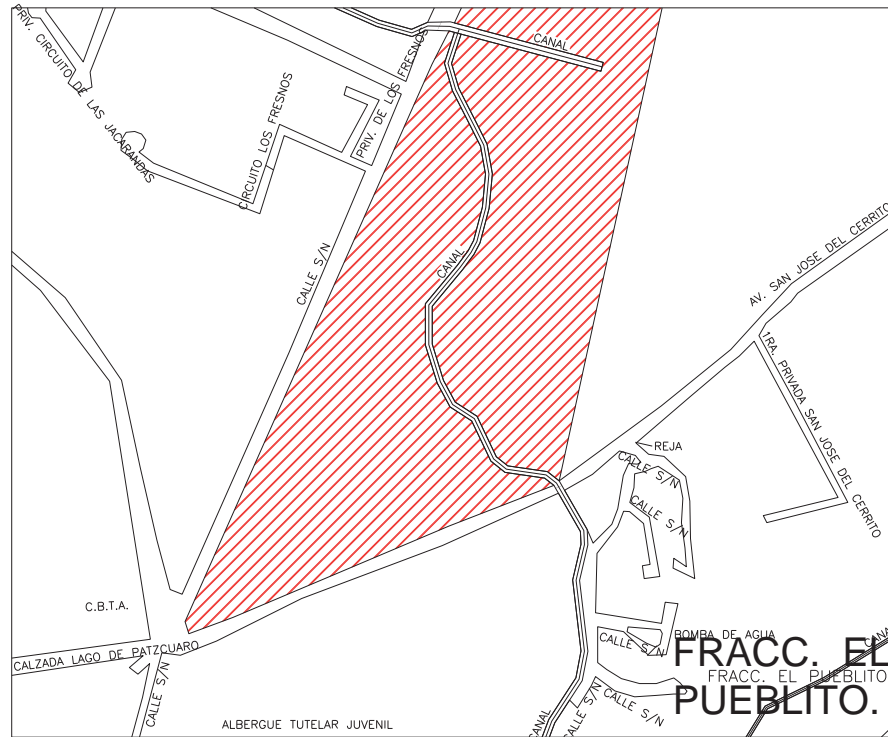 PRIV. CIRCUITO DE LAS JACARANDAS
CIRCUITO LOS FRESNOS
PRIV. DE LOS FRESNOS
CANAL
CALLE S/N
CANAL
AV. SAN JOSE DEL CERRITO
1RA. PRIVADA SAN JOSE DEL CERRITO
REJA
CALLE S/N
CALLE S/N
C.B.T.A.
CALZADA LAGO DE PATZCUARO
CALLE S/N
ALBERGUE TUTELAR JUVENIL
CANAL
CALLE S/N
CALLE S/N
CALLE S/N
BOMBA DE AGUA
CANA
FRACC. EL
FRACC. EL PUEBLITO
PUEBLITO.